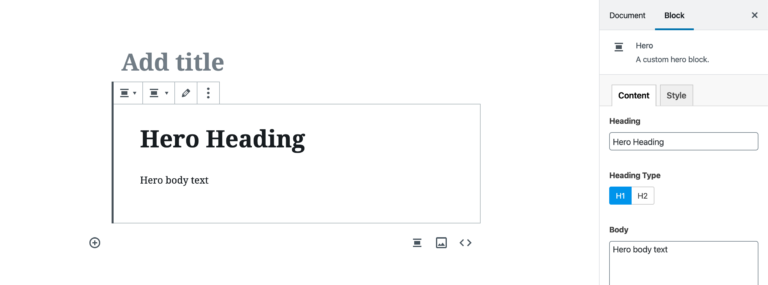 Add title
Hero Heading
Hero body text
Document Block
Hero
A custom hero block.
Content Style
Heading
Hero Heading
Heading Type
H1 H2
Body
Hero body text